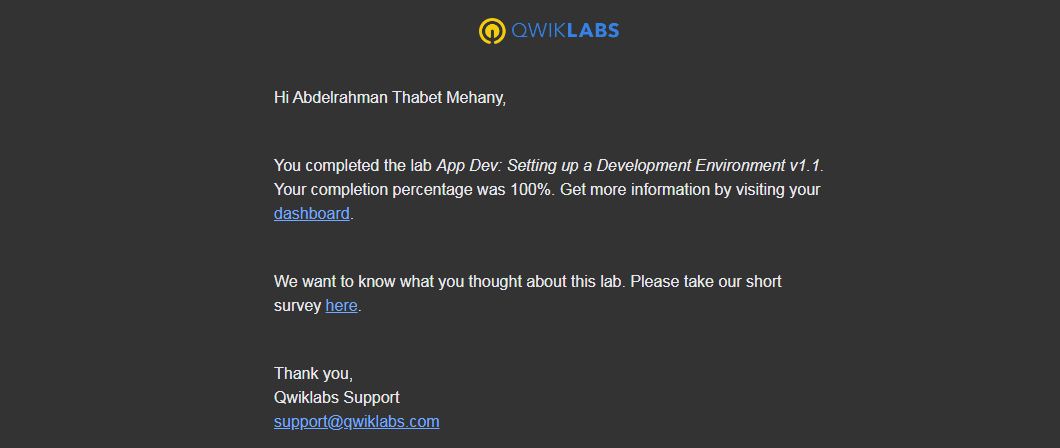 QWIKLABS
Hi Abdelrahman Thabet Mehany,
You completed the lab App Dev: Setting up a Development Environment v1.1.
Your completion percentage was 100%. Get more information by visiting your
dashboard.
We want to know what you thought about this lab. Please take our short
survey here.
Thank you,
Qwiklabs Support
support@qwiklabs.com